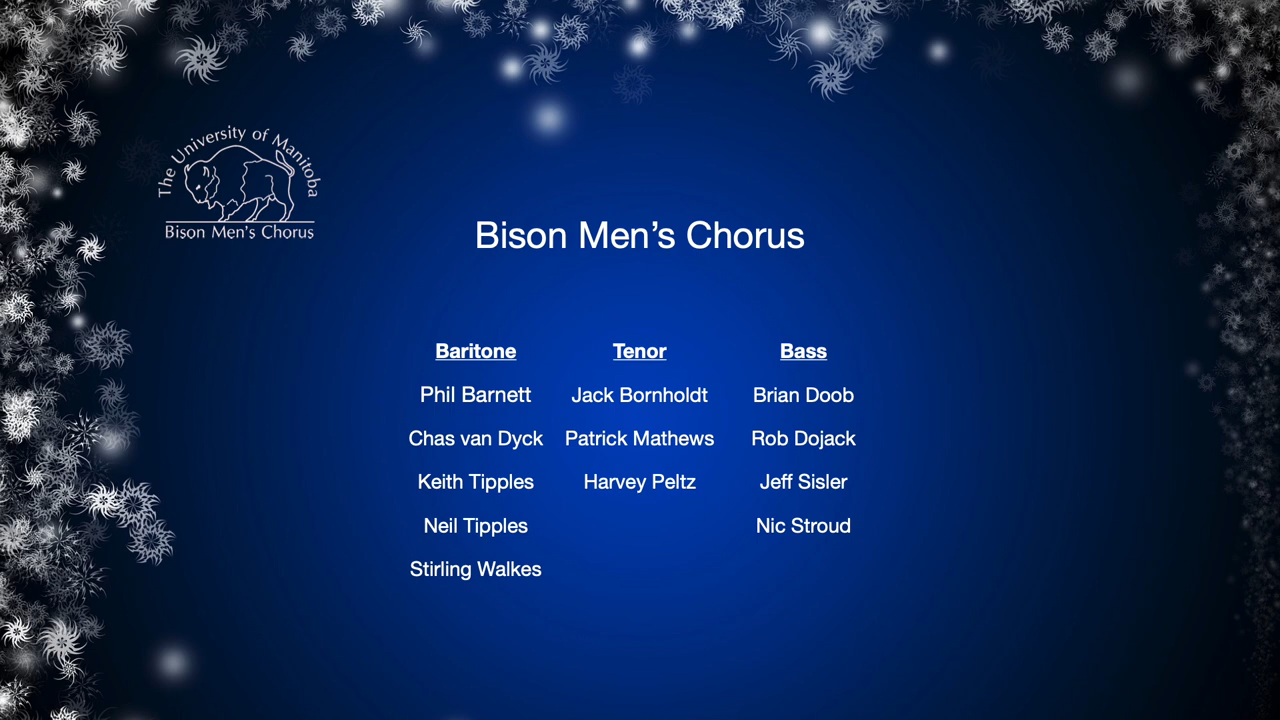 The University of Manitoba
Bison Men's Chorus
Bison Men’s Chorus
Baritone Tenor Bass
Phil Barnett Jack Bornholdt Brian Doob
Chas van Dyck Patrick Mathews Rob Dojack
Keith Tipples Harvey Peltz Jeff Sisler
Neil Tipples Nic Stroud
Stirling Walkes